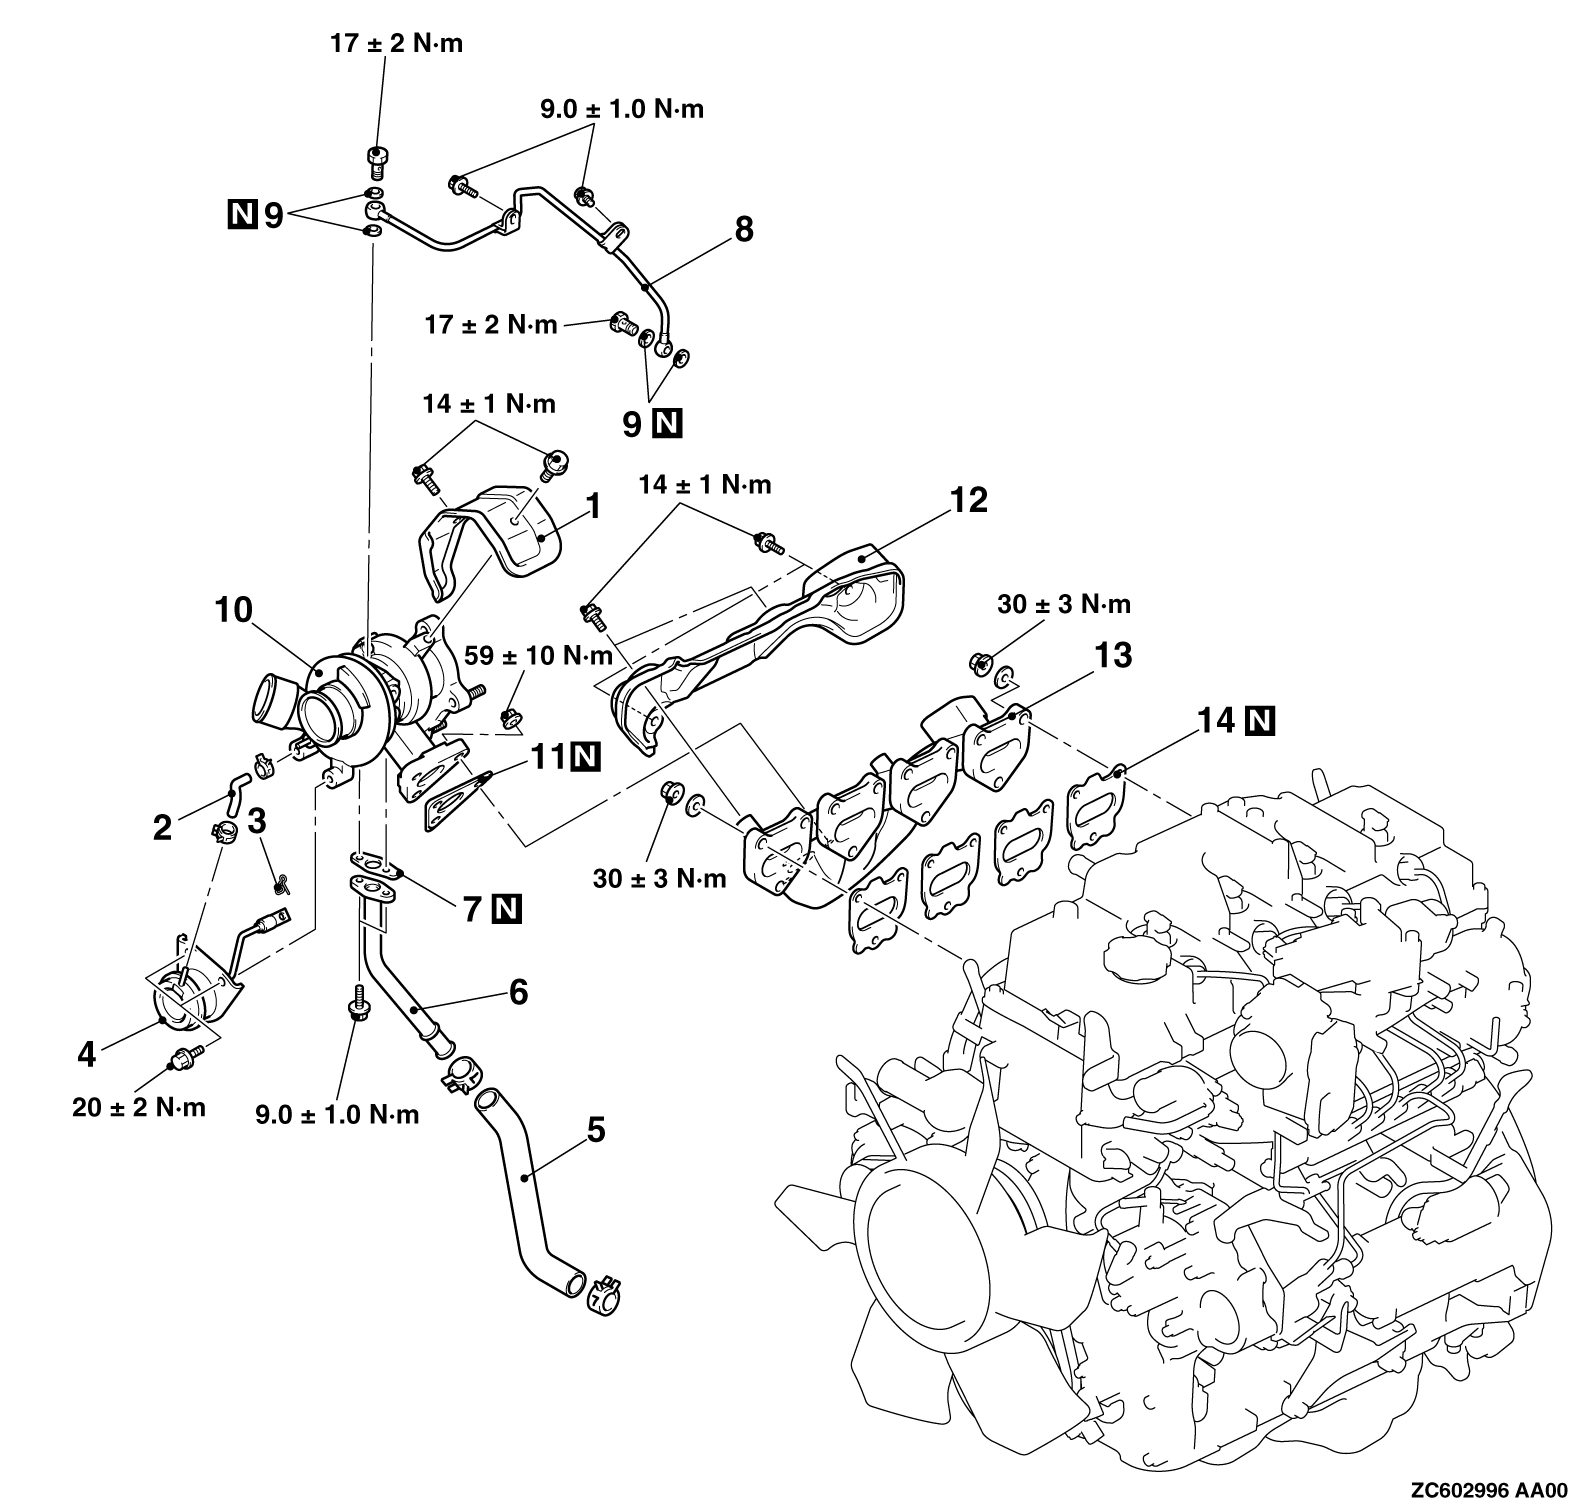 17 ± 2 N·m
9.0 ± 1.0 N·m
N 9
8
17 ± 2 N·m
14 ± 1 N·m
9 N
14 ± 1 N·m
12
1
10
30 ± 3 N·m
59 ± 10 N·m
13
14 N
11 N
2
3
30 ± 3 N·m
7 N
6
4
20 ± 2 N·m
9.0 ± 1.0 N·m
5
ZC602996 AA00